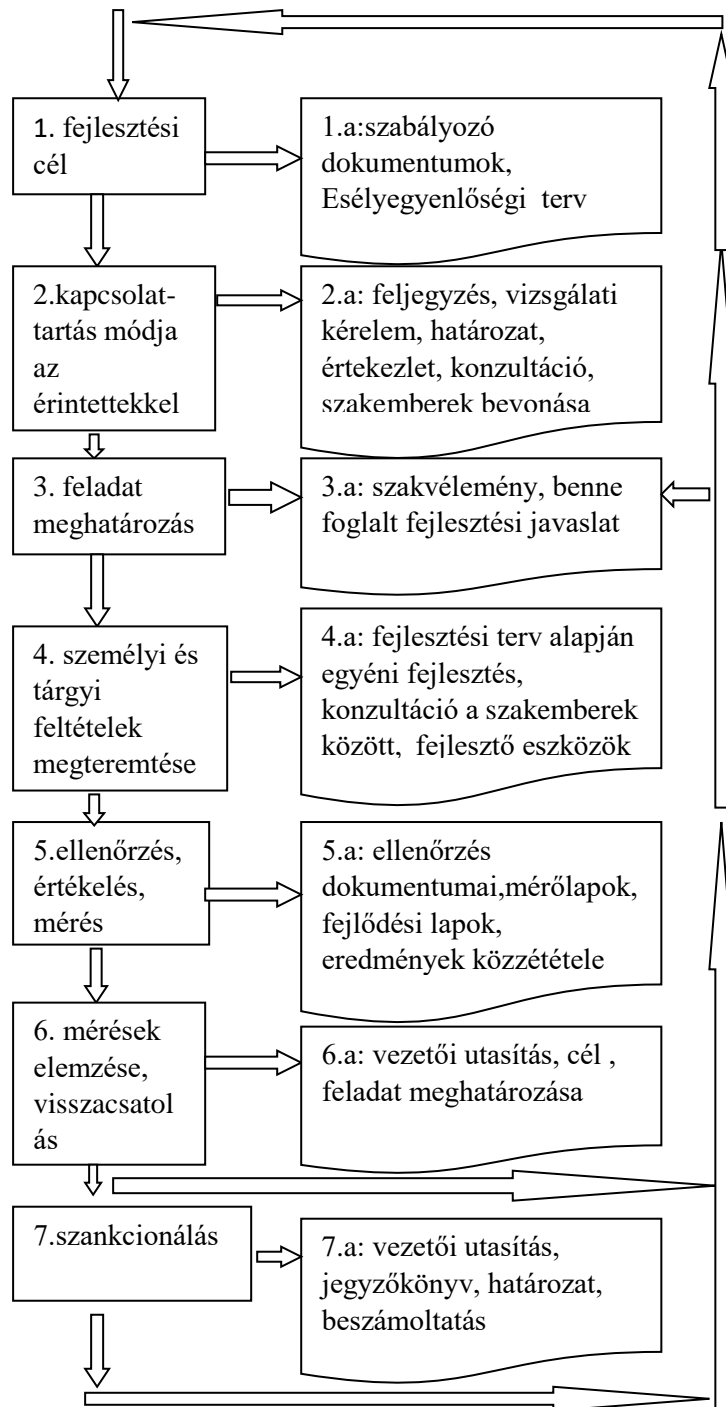 1. fejlesztési
cél
1.a:szabályozó
dokumentumok,
Esélyegyenlőségi terv
2.kapcsolat-
tartás módja
az
érintettekkel
2.a: feljegyzés, vizsgálati
kérelem, határozat,
értekezlet, konzultáció,
szakemberek bevonása
3. feladat
meghatározás
3.a: szakvélemény, benne
foglalt fejlesztési javaslat
4. személyi és
tárgyi
feltételek
megteremtése
4.a: fejlesztési terv alapján
egyéni fejlesztés,
konzultáció a szakemberek
között, fejlesztő eszközök
5.ellenőrzés,
értékelés,
mérés
5.a: ellenőrzés
dokumentumai,mérőlapok,
fejlődési lapok,
eredmények közzététele
6. mérések
elemzése,
visszacsatol
ás
6.a: vezetői utasítás, cél ,
feladat meghatározása
7.szankcionálás
7.a: vezetői utasítás,
jegyzőkönyv, határozat,
beszámoltatás